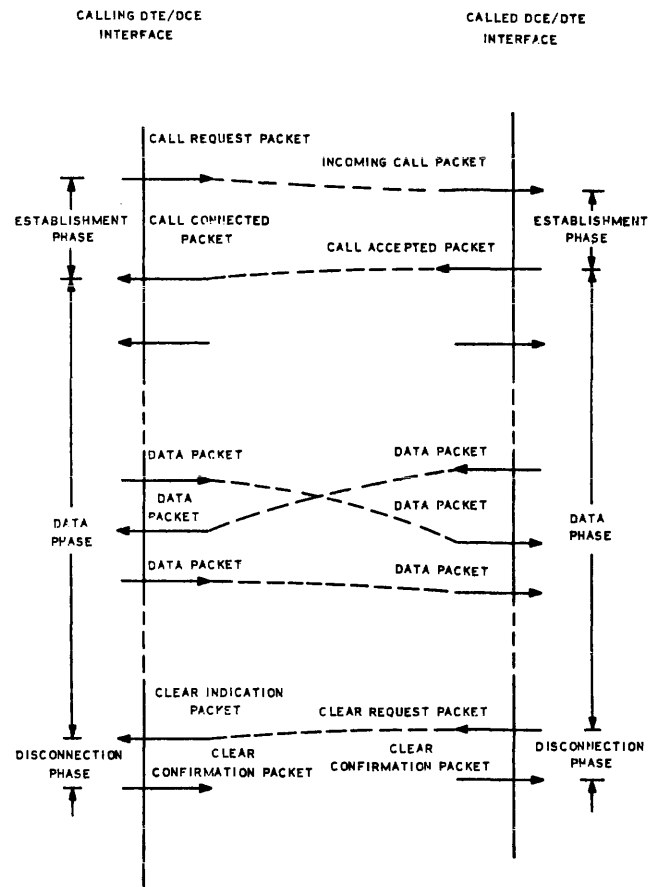 CALLING DTE/DCE
INTERFACE
CALLED DCE/DTE
INTERFACE
CALL REQUEST PACKET
INCOMING CALL PACKET
ESTABLISHMENT
PHASE
CALL CONNECTED
PACKET
CALL ACCEPTED PACKET
ESTABLISHMENT
PHASE
DATA PACKET
DATA PACKET
DATA
PACKET
DATA PACKET
DATA
PHASE
DATA
PHASE
DATA PACKET
DATA PACKET
CLEAR INDICATION
PACKET
CLEAR REQUEST PACKET
DISCONNECTION
PHASE
CLEAR
CONFIRMATION PACKET
CLEAR
CONFIRMATION PACKET
DISCONNECTION
PHASE